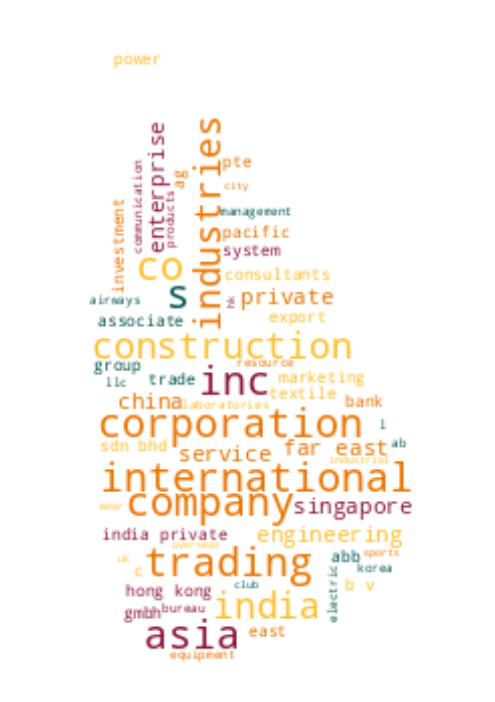 power
industries
enterprise
communication
pte
ag
city
products
investment
management
pacific
system
co
consultants
s
hk
private
airways
export
associate
construction
group
resource
llc
trade
inc
marketing
textile
china
laboratories
bank
corporation
l
sdn bhd
service
far east
ab
industrial
international
company
wear
singapore
india private
engineering
overseas
trading
abb
sports
uk
c
korea
electric
club
b v
hong kong
india
gmbh
bureau
asia
east
equipment